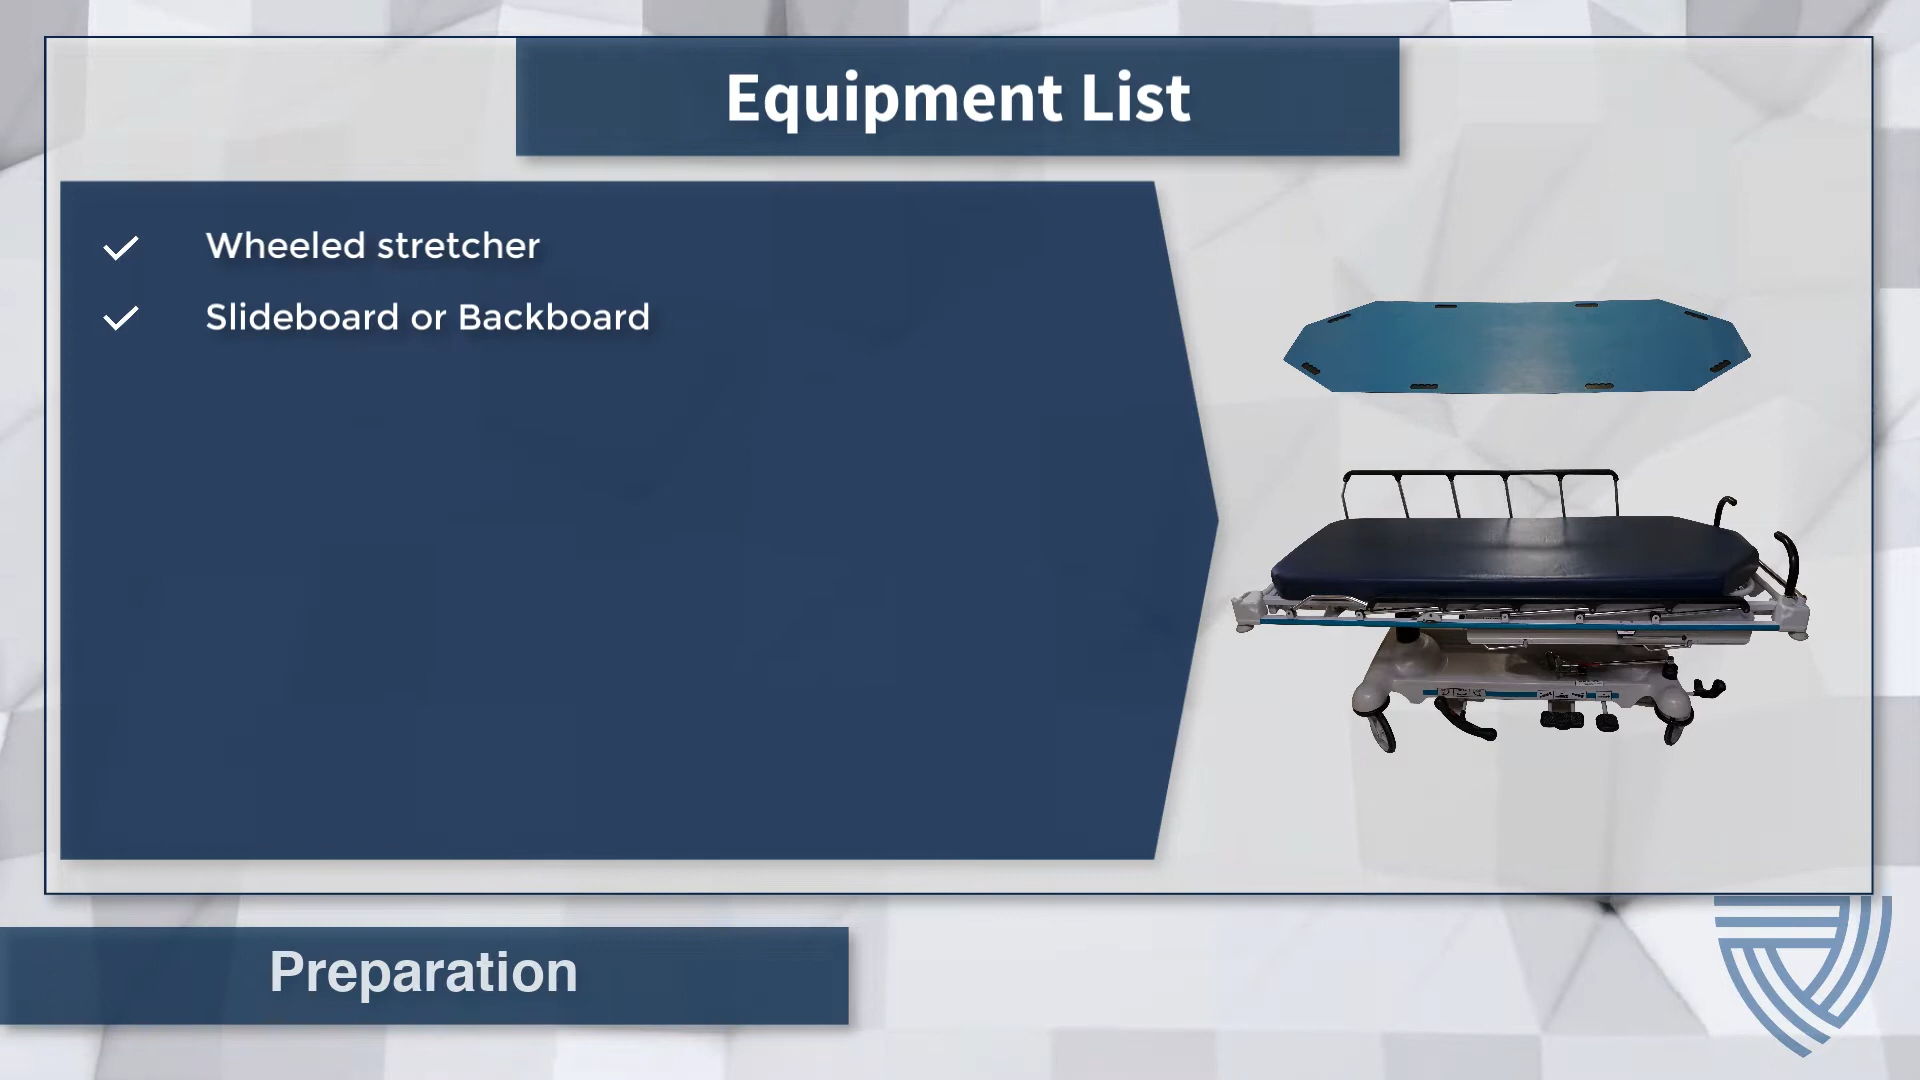 Equipment List
Wheeled stretcher
Slideboard or Backboard
Preparation